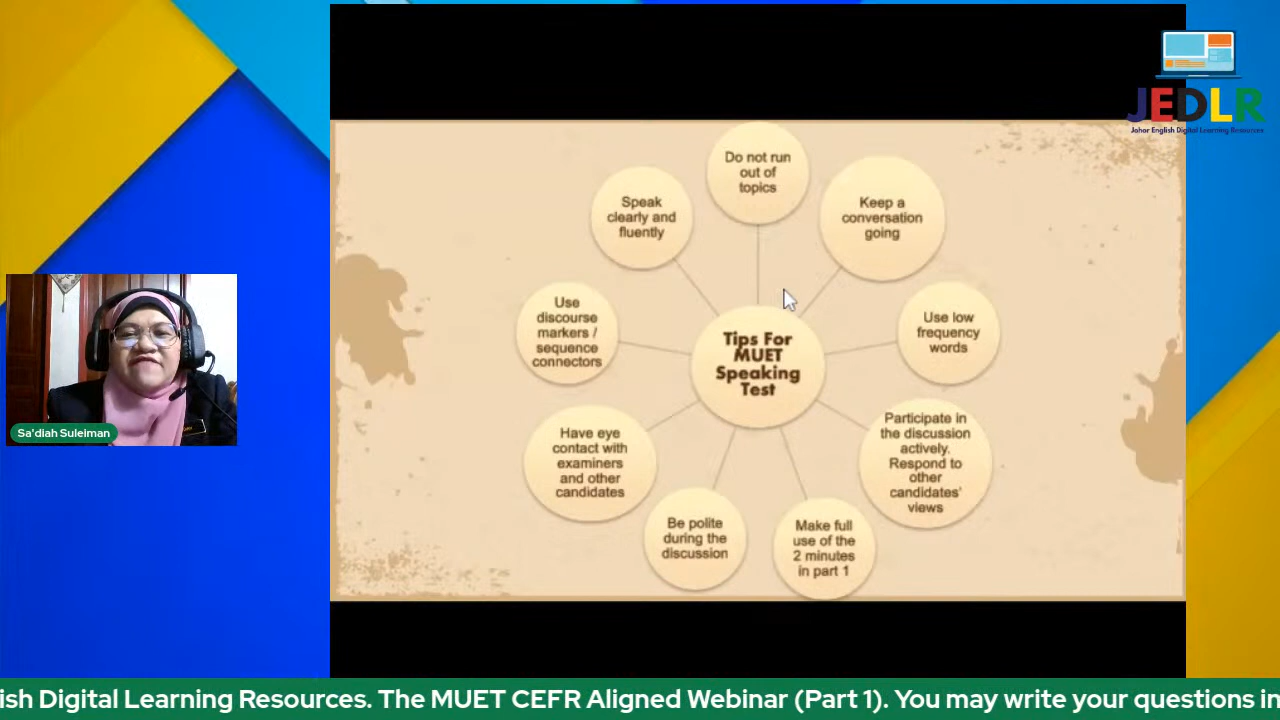 JEDLR
Johor English Digital Learning Resources
Do not run
out of
topics
Keep a
conversation
going
Use low
frequency
words
Participate in
the discussion
actively.
Respond to
other
candidates'
views
Make full
use of the
2 minutes
in part 1
Be polite
during the
discussion
Have eye
contact with
examiners
and other
candidates
Use
discourse
markers /
sequence
connectors
Speak
clearly and
fluently
Tips For
MUET
Speaking
Test
Sa'diah Suleiman
ish Digital Learning Resources. The MUET CEFR Aligned Webinar (Part 1). You may write your questions in